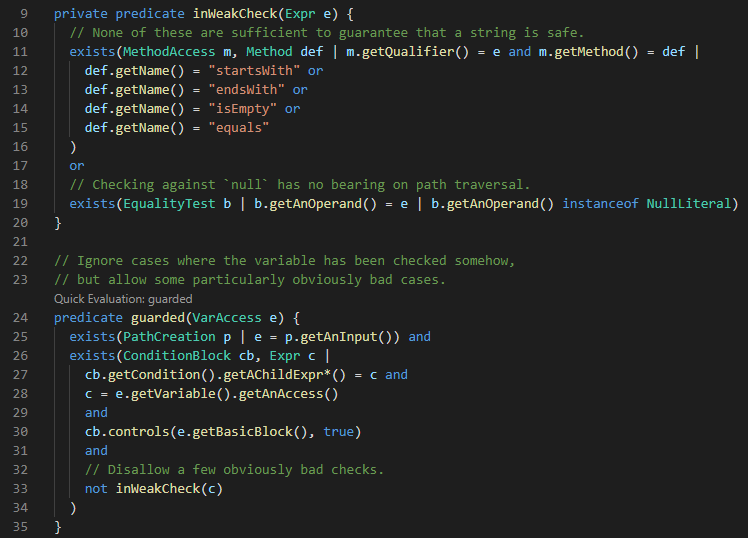 9 private predicate inWeakCheck(Expr e) {
10 // None of these are sufficient to guarantee that a string is safe.
11 exists(MethodAccess m, Method def | m.getQualifier() = e and m.getMethod() = def |
12 def.getName() = "startsWith" or
13 def.getName() = "endsWith" or
14 def.getName() = "isEmpty" or
15 def.getName() = "equals"
16 )
17 or
18 // Checking against `null` has no bearing on path traversal.
19 exists(EqualityTest b | b.getAnOperand() = e | b.getAnOperand() instanceof NullLiteral)
20 }
21
22 // Ignore cases where the variable has been checked somehow,
23 // but allow some particularly obviously bad cases.
Quick Evaluation: guarded
24 predicate guarded(VarAccess e) {
25 exists(PathCreation p | e = p.getAnInput()) and
26 exists(ConditionBlock cb, Expr c |
27 cb.getCondition().getAChildExpr*() = c and
28 c = e.getVariable().getAnAccess()
29 and
30 cb.controls(e.getBasicBlock(), true)
31 and
32 // Disallow a few obviously bad checks.
33 not inWeakCheck(c)
34 )
35 }